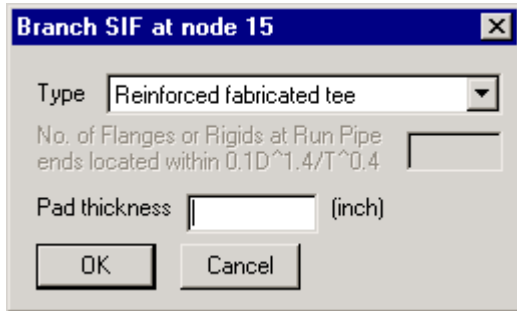 Branch SIF at node 15
Type Reinforced fabricated tee
No. of Flanges or Rigids at Run Pipe
ends located within 0.1D^1.4/T^0.4
Pad thickness (inch)
OK Cancel